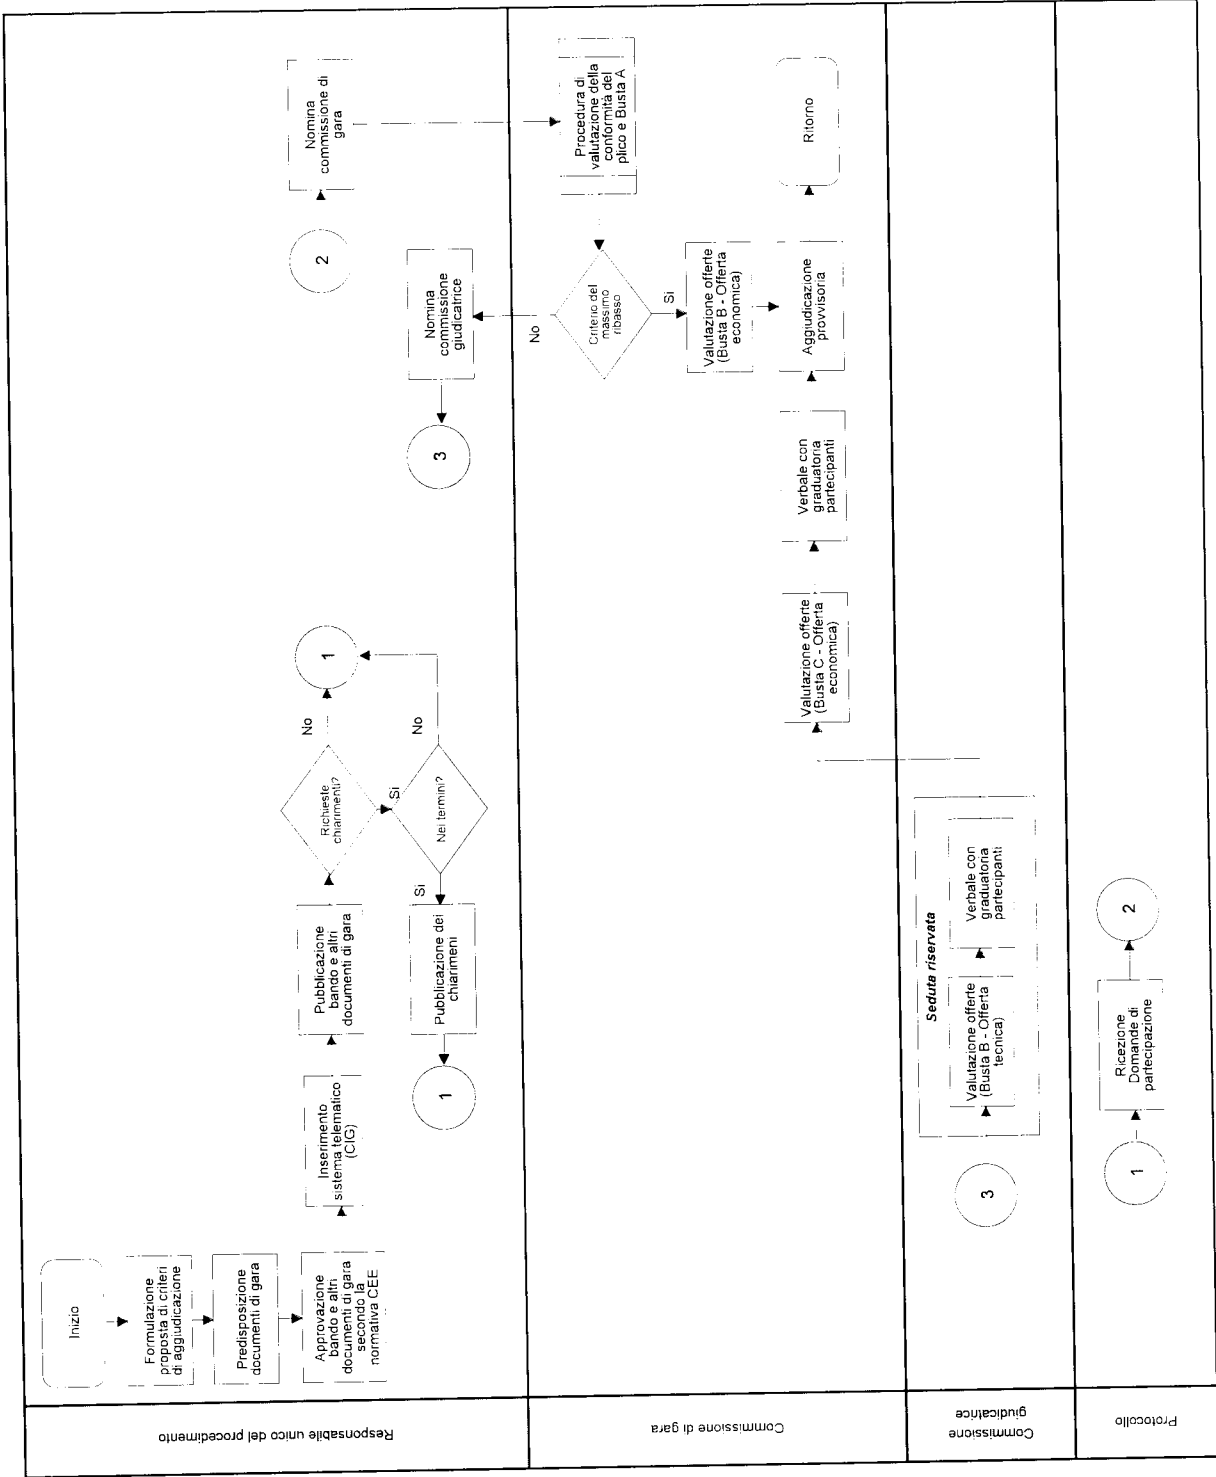 Responsabile unico del procedimento
Inizio
Formulazione
proposta di criteri
di aggiudicazione
Predisposizione
documenti di gara
Approvazione
bando e altri
documenti di gara
secondo la
normativa CEE
Inserimento
sistema telematico
(CIG)
Pubblicazione
bando e altri
documenti di gara
Richieste
chiarimenti?
No
1
Si
Nei termini?
No
Si
Pubblicazione dei
chiarimeni
1
2
Nomina
commissione di
gara
Nomina
commissione
giudicatrice
3
Commissione di gara
Procedura di
valutazione della
conformità del
plico e Busta A
Criterio del
massimo
ribasso
No
Si
Valutazione offerte
(Busta B - Offerta
economica)
Valutazione offerte
(Busta C - Offerta
economica)
Verbale con
graduatoria
partecipanti
Aggiudicazione
provvisoria
Ritorno
Commissione
giudicatrice
3
Seduta riservata
Valutazione offerte
(Busta B - Offerta
tecnica)
Verbale con
graduatoria
partecipanti
Protocollo
1
Ricezione
Domande di
partecipazione
2